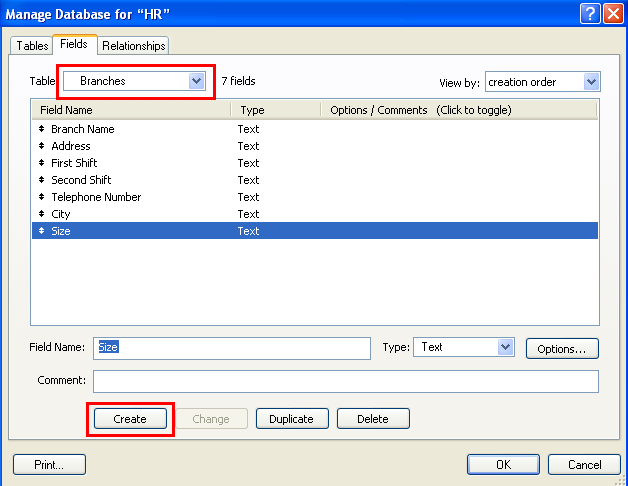 Manage Database for “HR”
Tables Fields Relationships
Table Branches 7 fields View by: creation order
Field Name Type Options / Comments (Click to toggle)
Branch Name Text
Address Text
First Shift Text
Second Shift Text
Telephone Number Text
City Text
Size Text
Field Name: Size Type: Text Options...
Comment:
Create Change Duplicate Delete
Print... OK Cancel